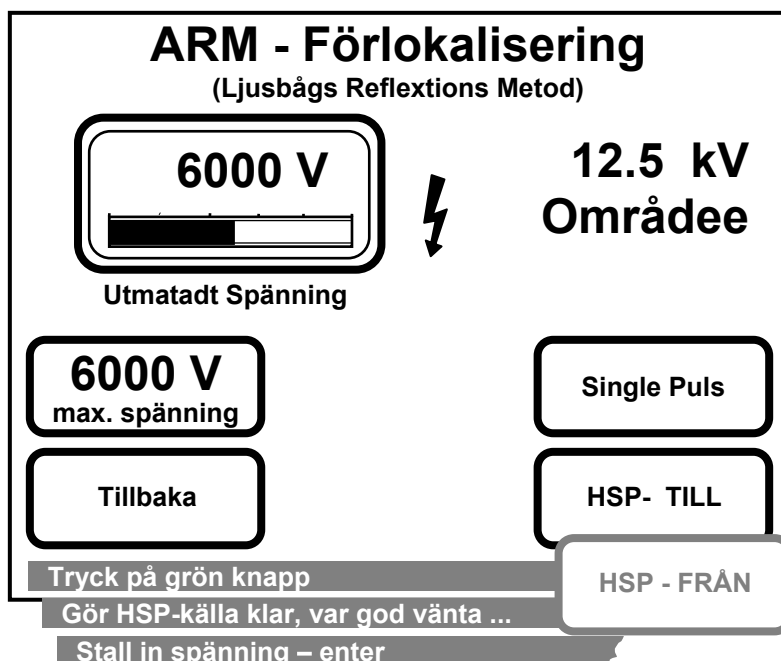 ARM - Förlokalisering
(Ljusbågs Reflextions Metod)
6000 V
12.5 kV
Områdee
Utmatadt Spänning
6000 V
max. spänning
Single Puls
Tillbaka
HSP- TILL
HSP - FRÅN
Tryck på grön knapp
Gör HSP-källa klar, var god vänta ...
Stall in spänning – enter